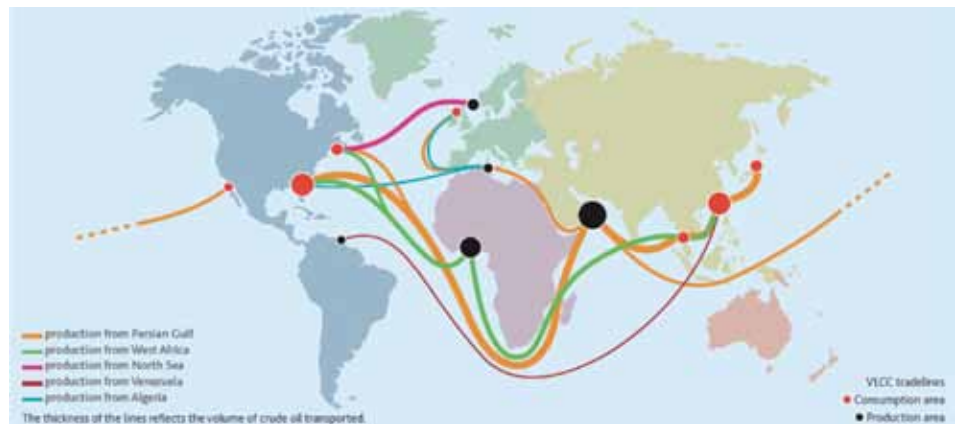 production from Persian Gulf
production from West Africa
production from North Sea
production from Venezuela
production from Algeria
The thickness of the lines reflects the volume of crude oil transported.
VLCC tradelines
Consumption area
Production area